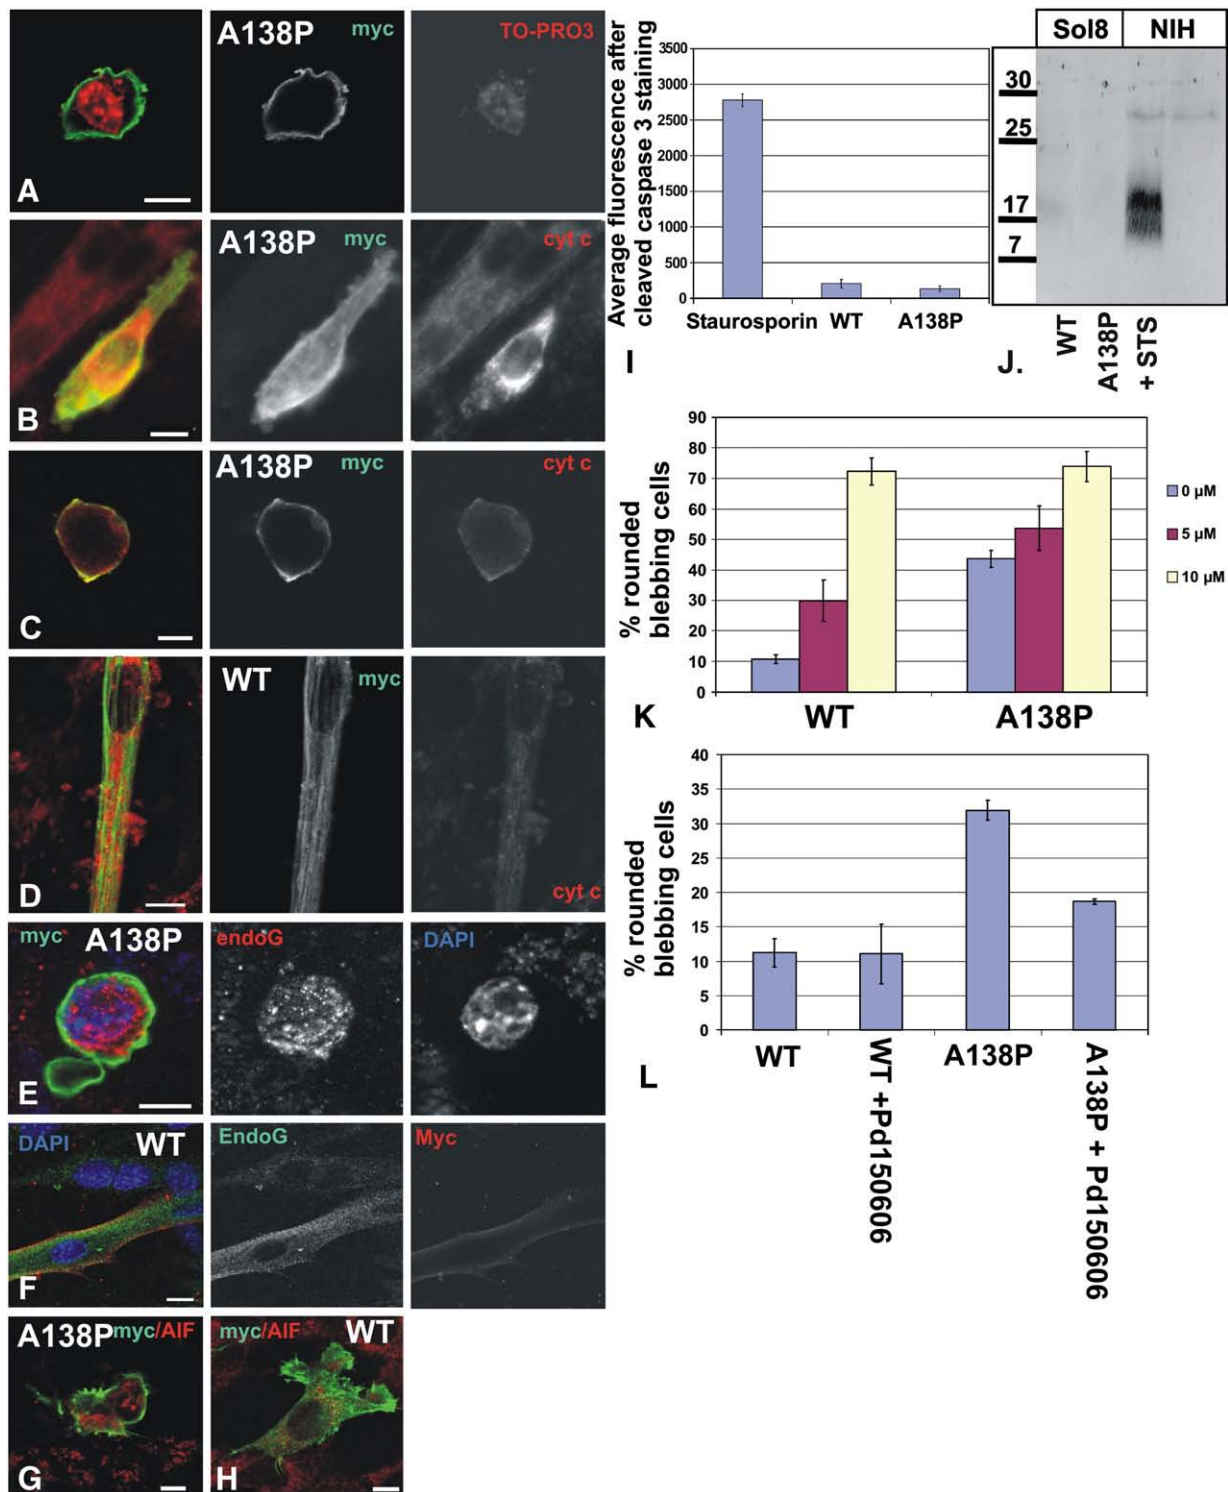 A138P myc
TO-PRO3
A
A138P
myc
cyt c
B
A138P
myc
cyt c
C
WT
myc
cyt c
D
myc
A138P
endoG
DAPI
E
DAPI
WT
EndoG
Myc
F
A138P myc/AIF
G
myc/AIF
WT
H
Average fluorescence after
cleaved caspase 3 staining
3500
3000
2500
2000
1500
1000
500
0
Staurosporin WT A138P
I
Sol8 NIH
30
25
17
7
WT
A138P
+ STS
J.
% rounded
blebbing cells
90
80
70
60
50
40
30
20
10
0
WT A138P
0 µM
5 µM
10 µM
K
% rounded
blebbing cells
40
35
30
25
20
15
10
5
0
WT
WT +Pd150606
A138P
A138P + Pd150606
L